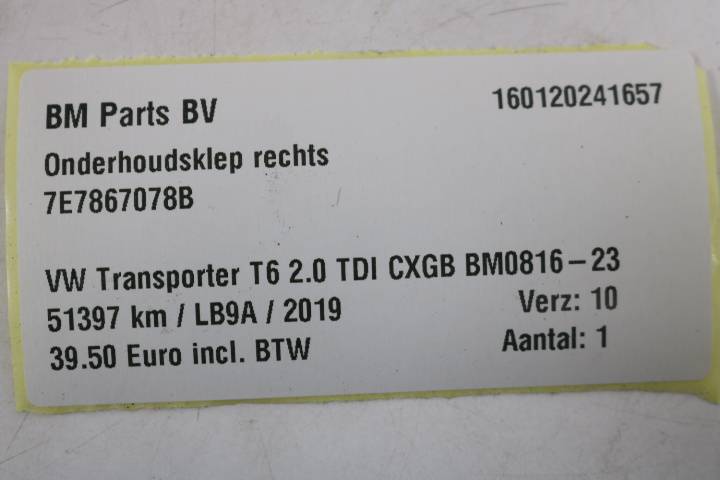 BM Parts BV 160120241657
Onderhoudsklep rechts
7E7867078B
VW Transporter T6 2.0 TDI CXGB BM0816-23
51397 km / LB9A / 2019 Verz: 10
39.50 Euro incl. BTW Aantal: 1